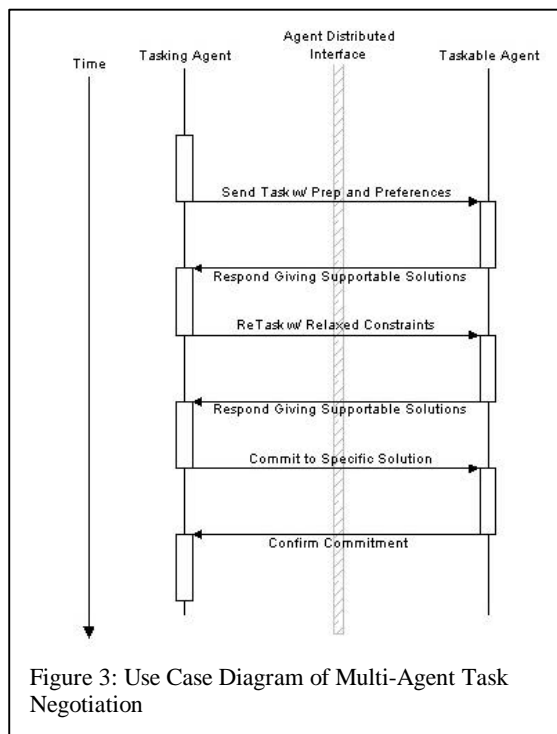 Time
Tasking Agent
Agent Distributed
Interface
Taskable Agent
Send Task w/ Prep and Preferences
Respond Giving Supportable Solutions
ReTask w/ Relaxed Constraints
Respond Giving Supportable Solutions
Commit to Specific Solution
Confirm Commitment
Figure 3: Use Case Diagram of Multi-Agent Task
Negotiation